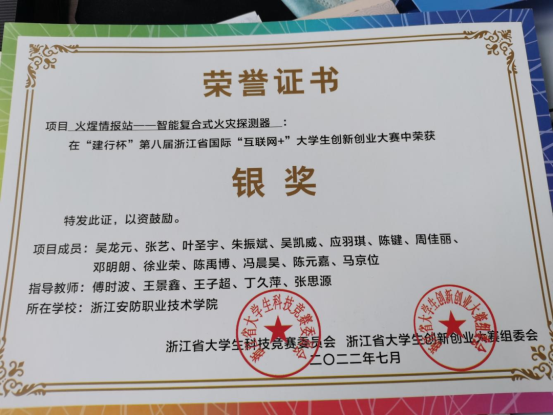 荣誉证书
项目 火煋情报站——智能复合式火灾探测器 :
在“建行杯”第八届浙江省国际“互联网+”大学生创新创业大赛中荣获
银奖
特发此证,以资鼓励。
项目成员:吴龙元、张艺、叶圣宇、朱振斌、吴凯威、应羽琪、陈键、周佳丽、
邓明朗、徐业荣、陈禹博、冯晨昊、陈元嘉、马京位
指导教师:傅时波、王景鑫、王子超、丁久萍、张思源
所在学校:浙江安防职业技术学院
浙江省大学生科技竞赛委员会 浙江省大学生创新创业大赛组委会
二〇二二年七月